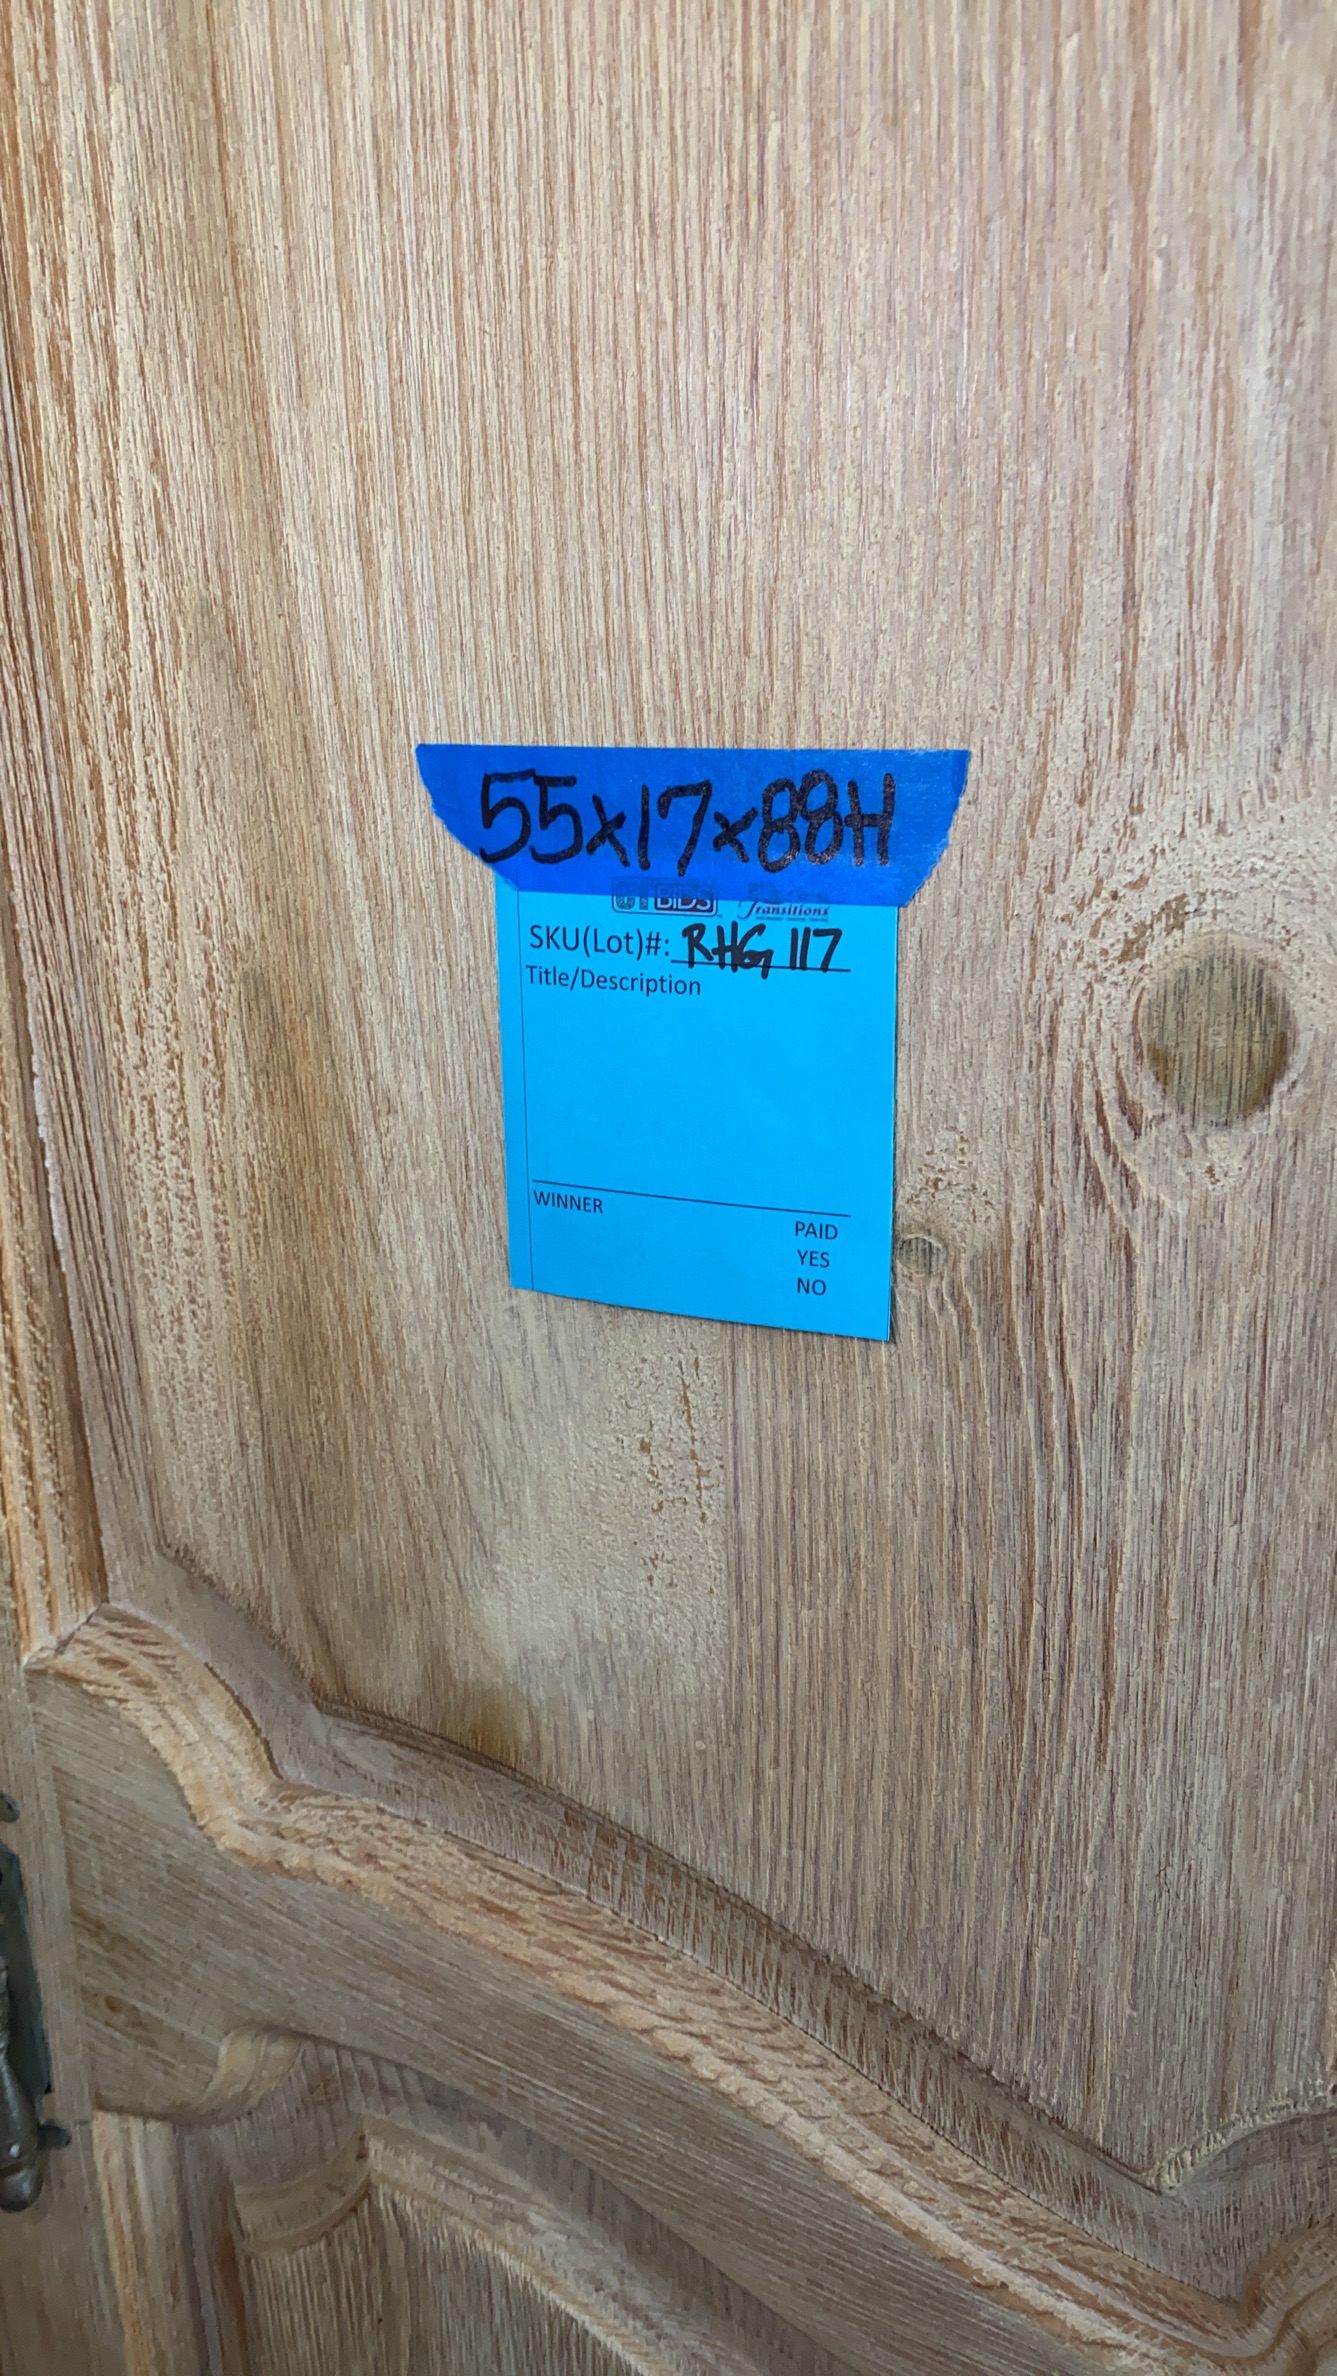 55x17x88H
BIDS
Transitions
SKU(Lot)#: RHG 117
Title/Description
WINNER
PAID
YES
NO